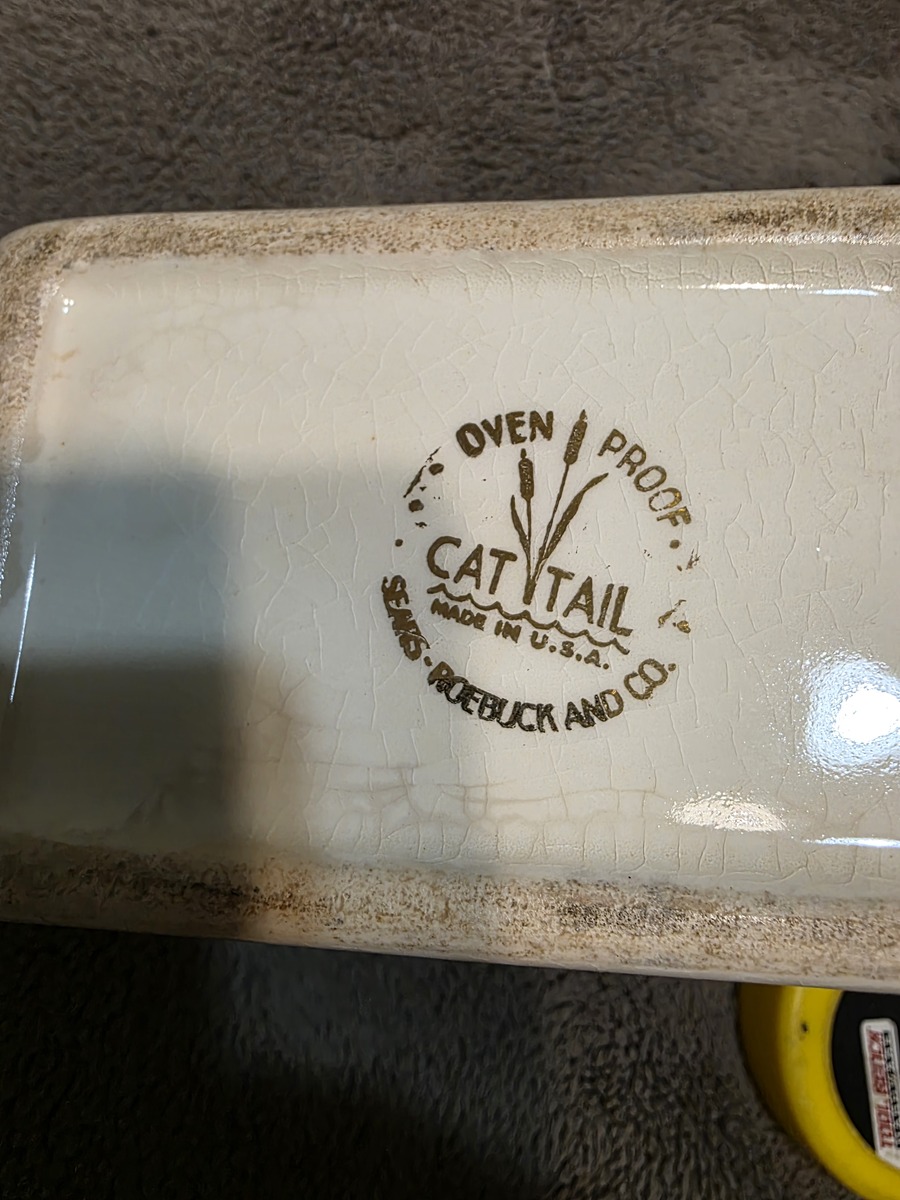 OVEN PROOF
CAT TAIL
MADE IN U.S.A.
SEARS · ROEBUCK AND CO.